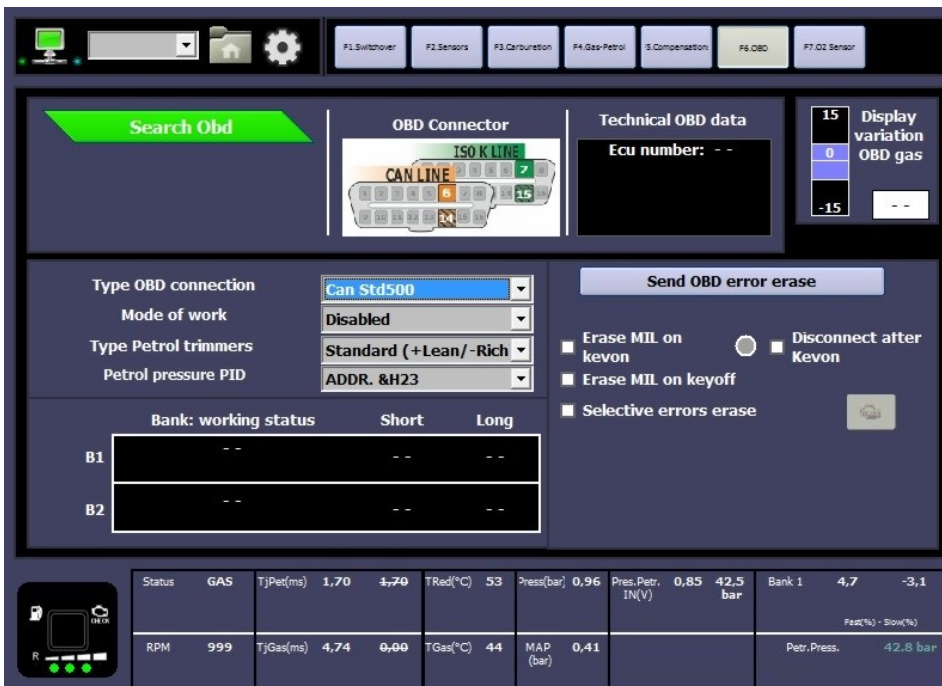 F1.Switchover F2.Sensors F3.Carburetion F4.Gas-Petrol '5.Compensation: F6.OBD F7.O2 Sensor
Search Obd
OBD Connector
ISO K LINE
7
15
CAN LINE
6
14
Technical OBD data
Ecu number: - -
15
0
-15
Display
variation
OBD gas
- -
Type OBD connection Can Std500
Mode of work Disabled
Type Petrol trimmers Standard (+Lean/-Rich
Petrol pressure PID ADDR. &H23
Send OBD error erase
Erase MIL on
kevon
Disconnect after
Kevon
Erase MIL on keyoff
Selective errors erase
Bank: working status Short Long
B1 - - - - - -
B2 - - - - - -
CHECK
R
Status GAS TjPet(ms) 1,70 1,70 TRed(°C) 53 Press(bar) 0,96 Pres.Petr. 0,85 42,5 Bank 1 4,7 -3,1
IN(V) bar
Fast(%) - Slow(%)
RPM 999 TjGas(ms) 4,74 0,00 TGas(°C) 44 MAP 0,41 Petr.Press. 42.8 bar
(bar)